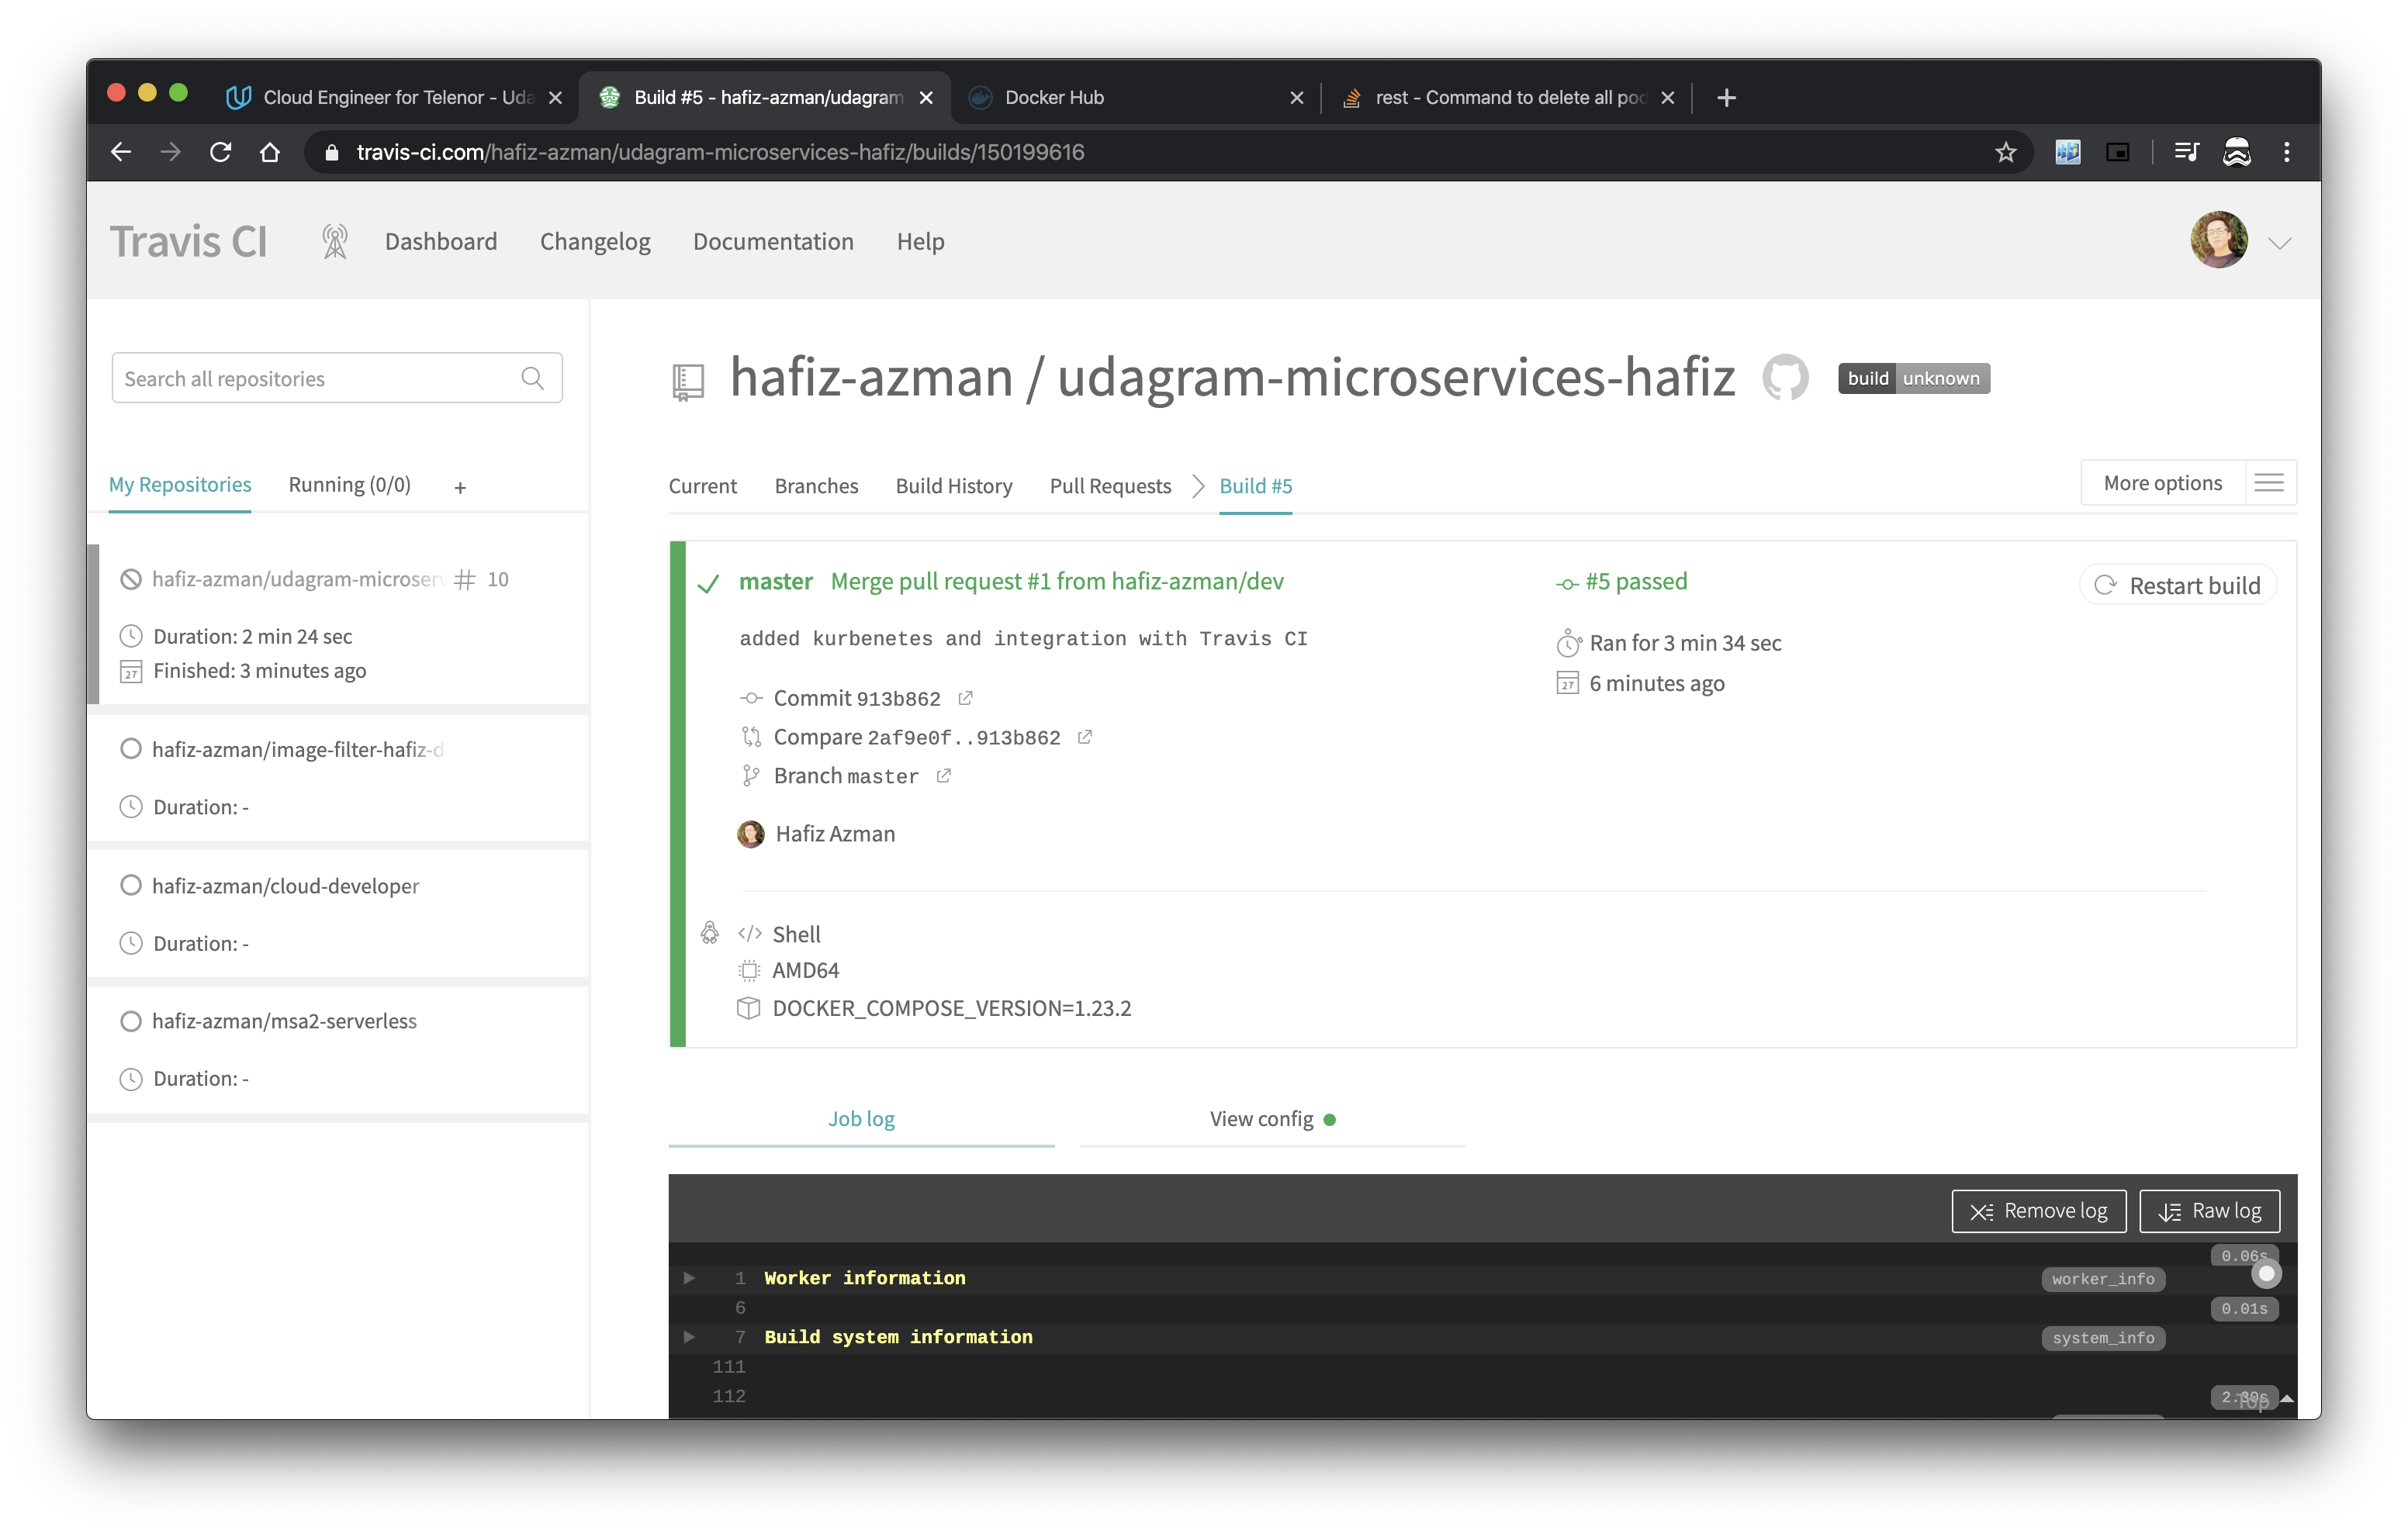 Cloud Engineer for Telenor - Uda
Build #5 - hafiz-azman/udagram
Docker Hub
rest - Command to delete all pod
travis-ci.com/hafiz-azman/udagram-microservices-hafiz/builds/150199616
Travis CI
Dashboard
Changelog
Documentation
Help
Search all repositories
My Repositories
Running (0/0)
+
hafiz-azman/udagram-microserv
# 10
Duration: 2 min 24 sec
27
Finished: 3 minutes ago
hafiz-azman/image-filter-hafiz-d
Duration: -
hafiz-azman/cloud-developer
Duration: -
hafiz-azman/msa2-serverless
Duration: -
hafiz-azman / udagram-microservices-hafiz
build unknown
Current
Branches
Build History
Pull Requests
Build #5
More options
master Merge pull request #1 from hafiz-azman/dev
added kurbenetes and integration with Travis CI
Commit 913b862
Compare 2af9e0f..913b862
Branch master
Hafiz Azman
#5 passed
Ran for 3 min 34 sec
27
6 minutes ago
Restart build
</> Shell
AMD64
DOCKER_COMPOSE_VERSION=1.23.2
Job log
View config
Remove log
Raw log
0.06s
1 Worker information
worker_info
6
0.01s
7 Build system information
system_info
111
112
2.30s
Top